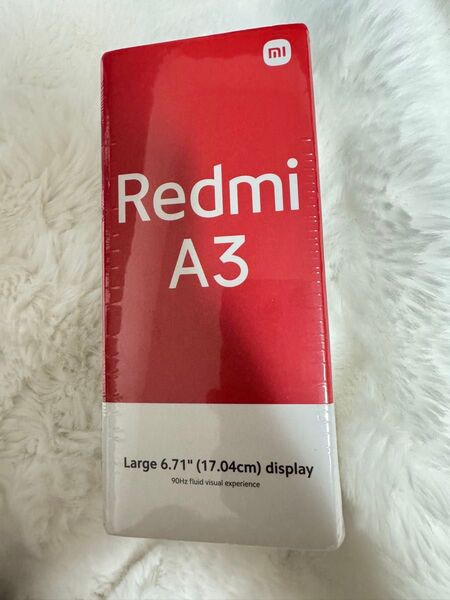 mi
Redmi
A3
Large 6.71" (17.04cm) display
90Hz fluid visual experience